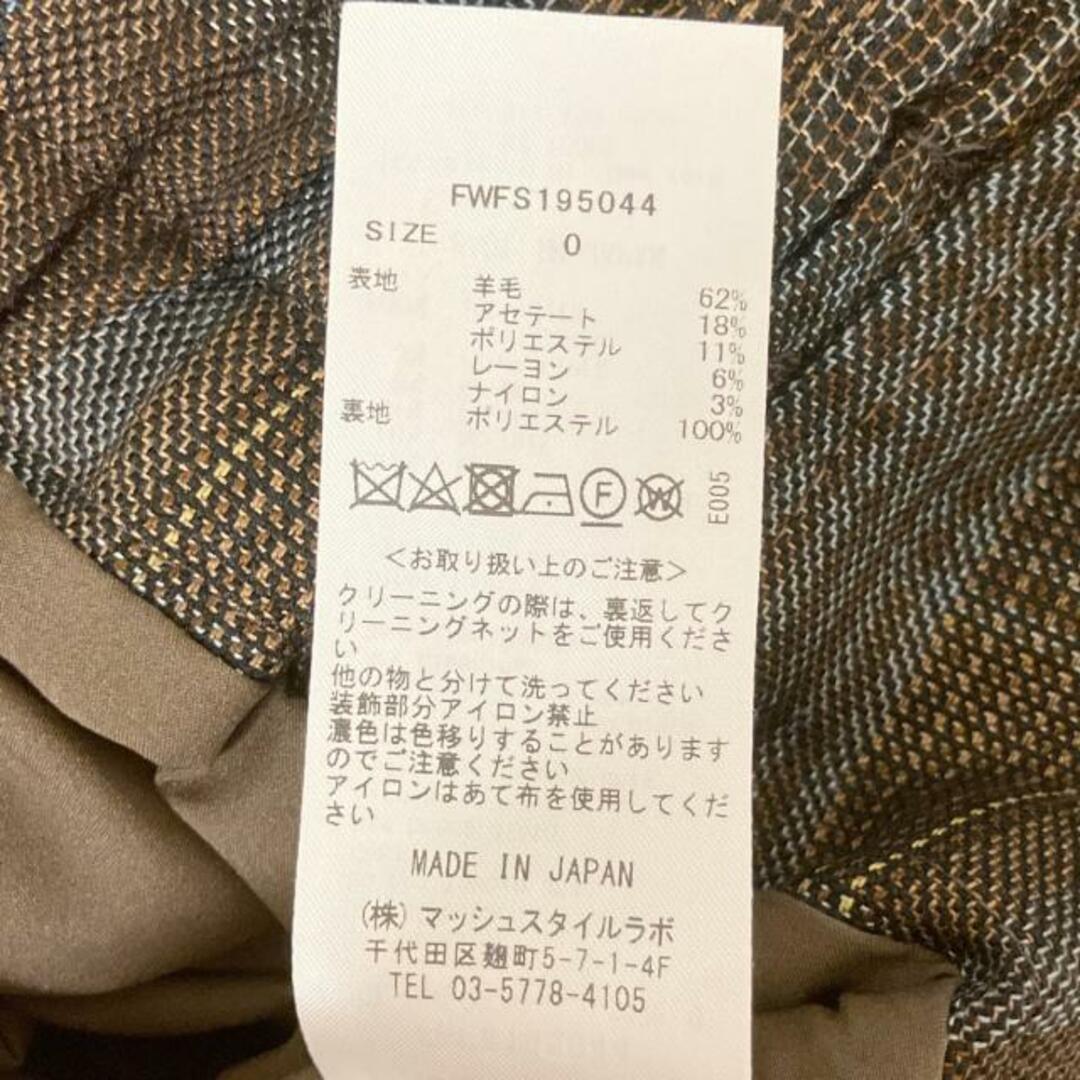 FWFS195044
SIZE 0
表地 羊毛 62%
アセテート 18%
ポリエステル 11%
レーヨン 6%
ナイロン 3%
裏地 ポリエステル 100%
F W E005
<お取り扱い上のご注意>
クリーニングの際は、裏返してク
リーニングネットをご使用くださ
い
他の物と分けて洗ってください
装飾部分アイロン禁止
濃色は色移りすることがあります
のでご注意ください
アイロンはあて布を使用してくだ
さい
MADE IN JAPAN
(株)マッシュスタイルラボ
千代田区麹町5-7-1-4F
TEL 03-5778-4105